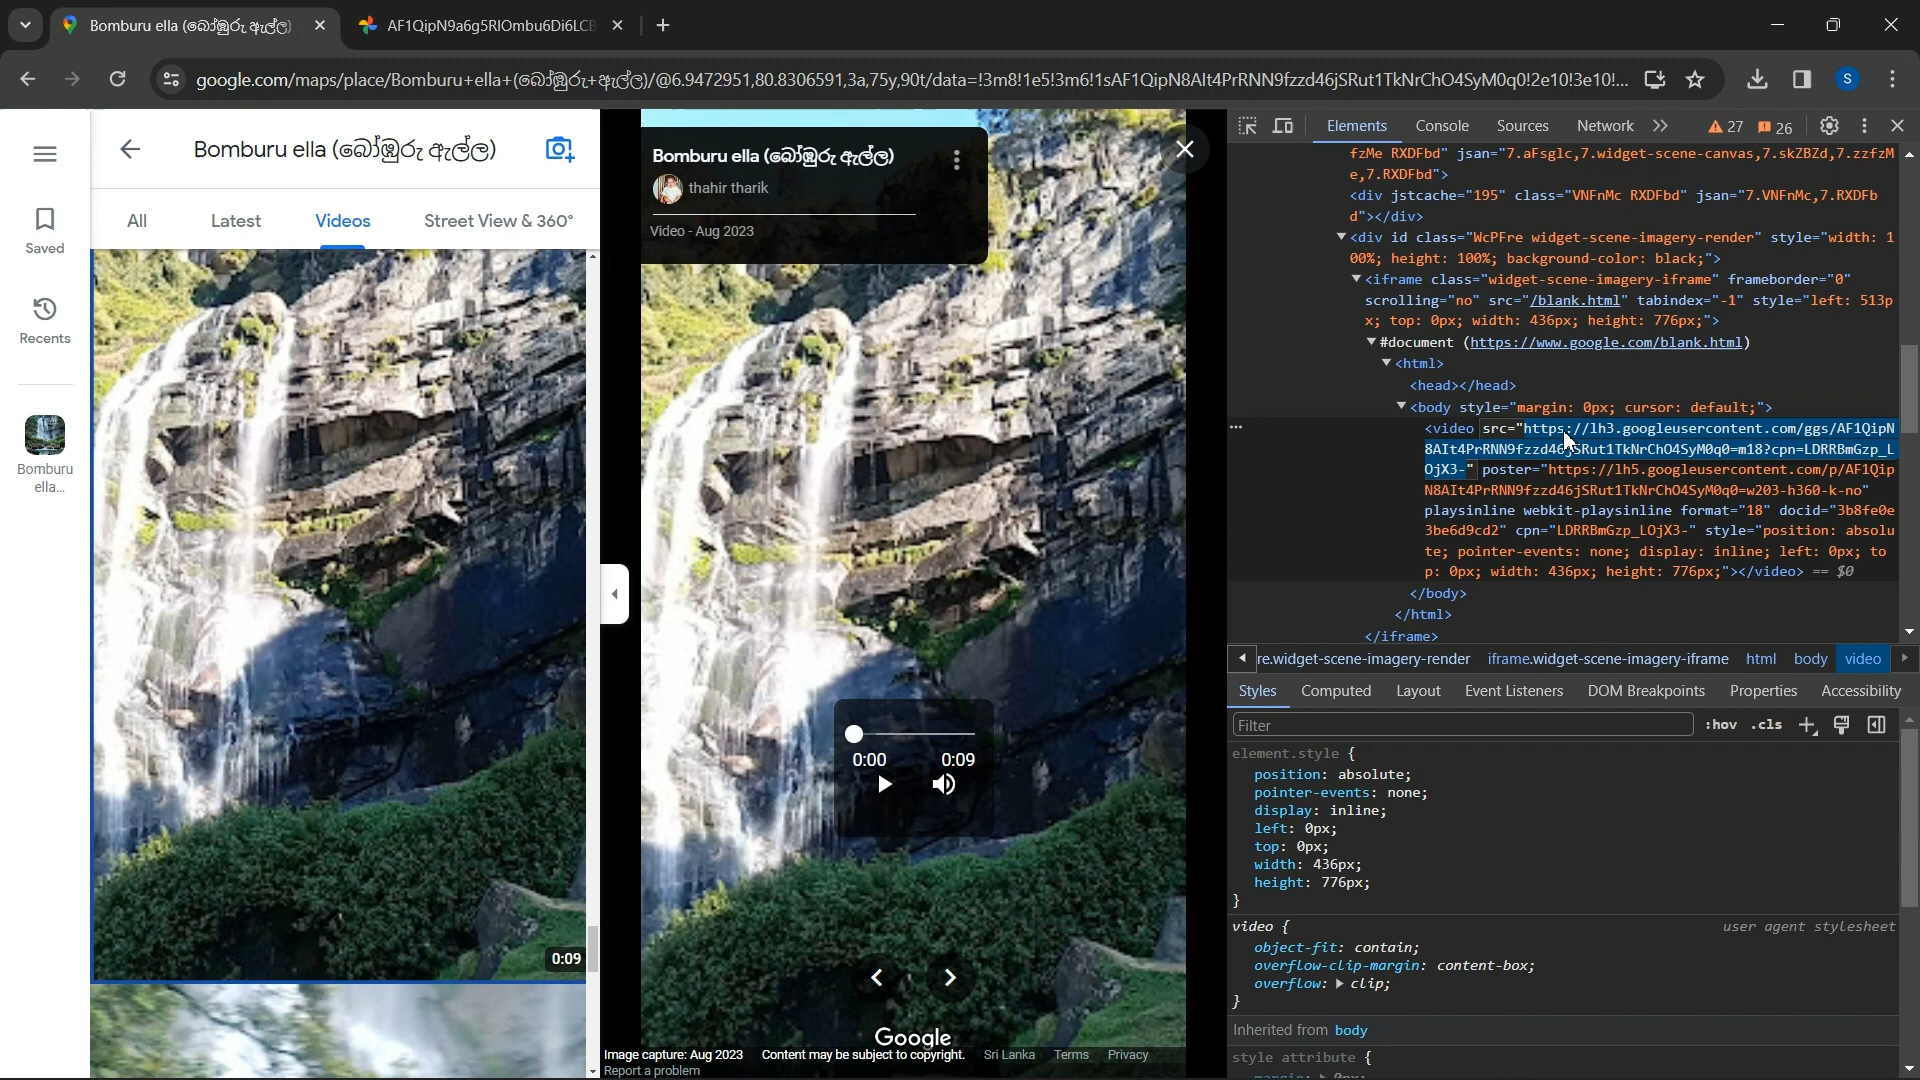 Bomburu ella (බෝඹුරු ඇල්ල)
AF1QipN9a6g5RlOmbu6Di6LCB
google.com/maps/place/Bomburu+ella+(බෝඹුරු+ඇල්ල)/@6.9472951,80.8306591,3a,75y,90t/data=!3m8!1e5!3m6!1sAF1QipN8AIt4PrRNN9fzzd46jSRut1TkNrChO4SyM0q0!2e10!3e10!...
S
Saved
Recents
Bomburu
ella...
Bomburu ella (බෝඹුරු ඇල්ල)
All Latest Videos Street View & 360°
0:09
Bomburu ella (බෝඹුරු ඇල්ල)
thahir tharik
Video - Aug 2023
0:00 0:09
Google
Image capture: Aug 2023 Content may be subject to copyright. Sri Lanka Terms Privacy
Report a problem
Elements Console Sources Network 27 26
fzMe RXDFbd" jsan="7.aFsglc,7.widget-scene-canvas,7.skZBZd,7.zzfzM
e,7.RXDFbd">
<div jstcache="195" class="VNFnMc RXDFbd" jsan="7.VNFnMc,7.RXDFb
d"></div>
<div id class="WcPFre widget-scene-imagery-render" style="width: 1
00%; height: 100%; background-color: black;">
<iframe class="widget-scene-imagery-iframe" frameborder="0"
scrolling="no" src="/blank.html" tabindex="-1" style="left: 513p
x; top: 0px; width: 436px; height: 776px;">
#document (https://www.google.com/blank.html)
<html>
<head></head>
<body style="margin: 0px; cursor: default;">
<video src="https://lh3.googleusercontent.com/ggs/AF1QipN
8AIt4PrRNN9fzzd46jSRut1TkNrChO4SyM0q0=m18?cpn=LDRRBmGzp_L
OjX3-" poster="https://lh5.googleusercontent.com/p/AF1Qip
N8AIt4PrRNN9fzzd46jSRut1TkNrChO4SyM0q0=w203-h360-k-no"
playsinline webkit-playsinline format="18" docid="3b8fe0e
3be6d9cd2" cpn="LDRRBmGzp_LOjX3-" style="position: absolu
te; pointer-events: none; display: inline; left: 0px; to
p: 0px; width: 436px; height: 776px;"></video> == $0
</body>
</html>
</iframe>
re.widget-scene-imagery-render iframe.widget-scene-imagery-iframe html body video
Styles Computed Layout Event Listeners DOM Breakpoints Properties Accessibility
Filter :hov .cls
element.style {
position: absolute;
pointer-events: none;
display: inline;
left: 0px;
top: 0px;
width: 436px;
height: 776px;
}
video { user agent stylesheet
object-fit: contain;
overflow-clip-margin: content-box;
overflow: clip;
}
Inherited from body
style attribute {